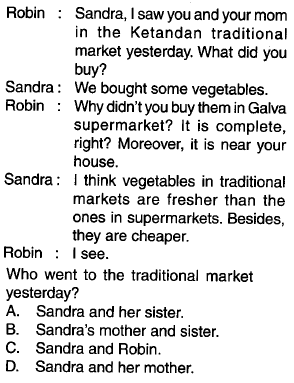 Robin : Sandra, I saw you and your mom
in the Ketandan traditional
market yesterday. What did you
buy?
Sandra : We bought some vegetables.
Robin : Why didn't you buy them in Galva
supermarket? It is complete,
right? Moreover, it is near your
house.
Sandra : I think vegetables in traditional
markets are fresher than the
ones in supermarkets. Besides,
they are cheaper.
Robin : I see.
Who went to the traditional market
yesterday?
A. Sandra and her sister.
B. Sandra's mother and sister.
C. Sandra and Robin.
D. Sandra and her mother.